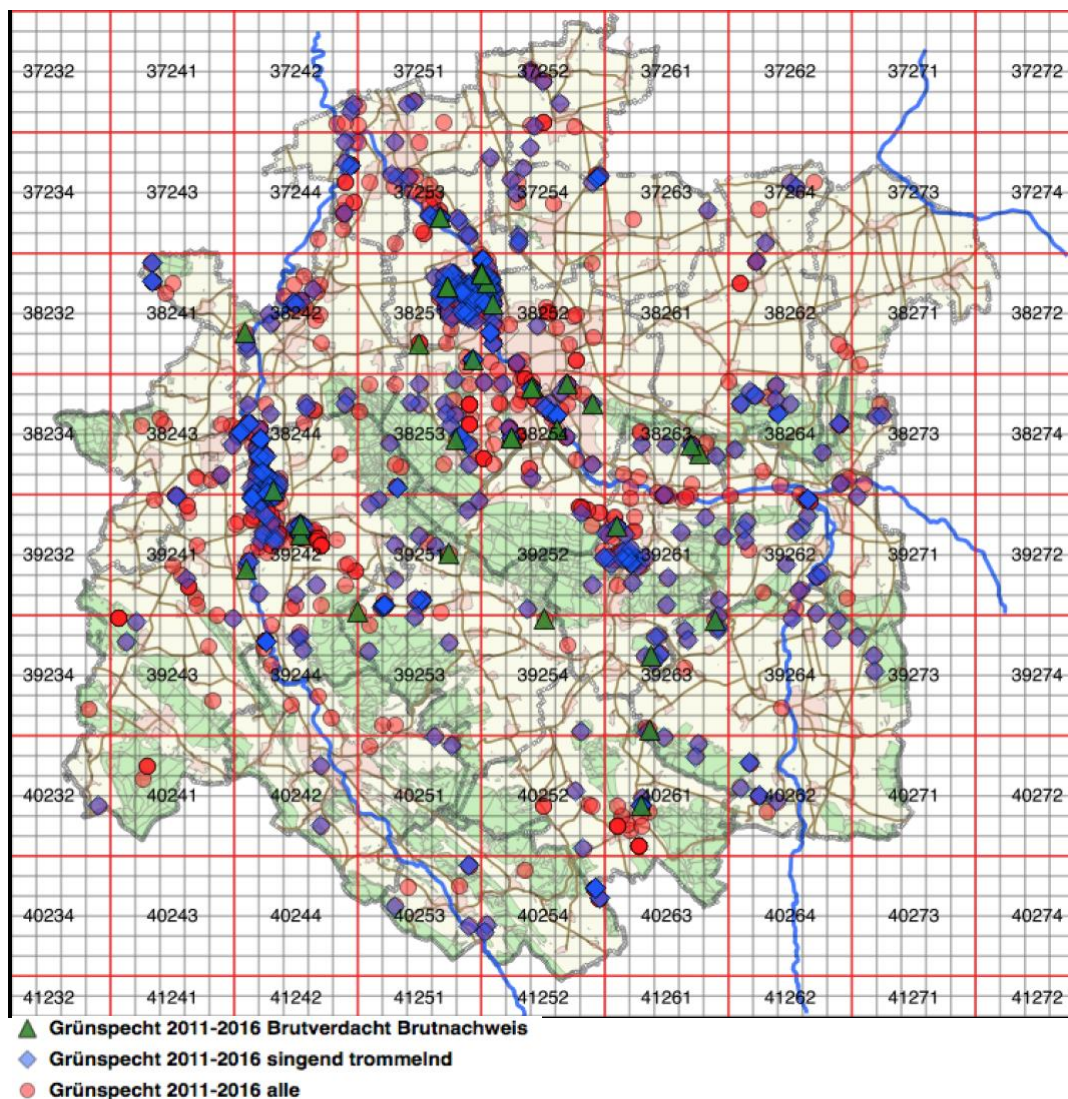 37232 37241 37242 37251 37252 37261 37262 37271 37272
37234 37243 37244 37253 37254 37263 37264 37273 37274
38232 38241 38242 38251 38252 38261 38262 38271 38272
38234 38243 38244 38253 38254 38263 38264 38273 38274
39232 39241 39242 39251 39252 39261 39262 39271 39272
39234 39243 39244 39253 39254 39263 39264 39273 39274
40232 40241 40242 40251 40252 40261 40262 40271 40272
40234 40243 40244 40253 40254 40263 40264 40273 40274
41232 41241 41242 41251 41252 41261 41262 41271 41272
Grünspecht 2011-2016 Brutverdacht Brutnachweis
Grünspecht 2011-2016 singend trommelnd
Grünspecht 2011-2016 alle